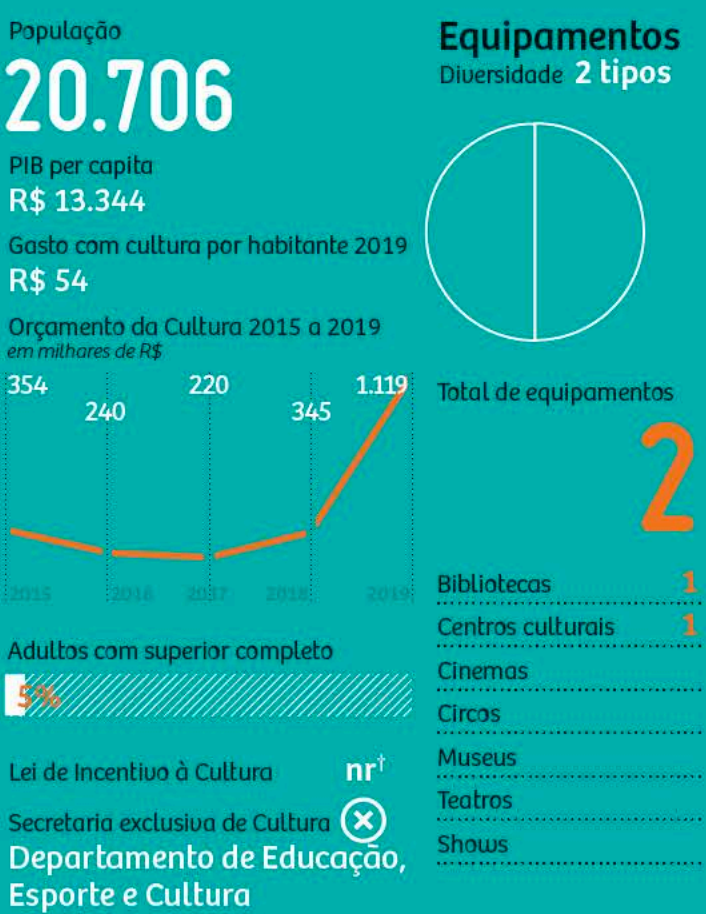 População
20.706
PIB per capita
R$ 13.344
Gasto com cultura por habitante 2019
R$ 54
Orçamento da Cultura 2015 a 2019
em milhares de R$
354
240
220
345
1.119
2015
2016
2017
2018
2019
Adultos com superior completo
5%
Lei de Incentivo à Cultura nr†
Secretaria exclusiva de Cultura
Departamento de Educação,
Esporte e Cultura
Equipamentos
Diversidade 2 tipos
Total de equipamentos
2
Bibliotecas 1
Centros culturais 1
Cinemas
Circos
Museus
Teatros
Shows